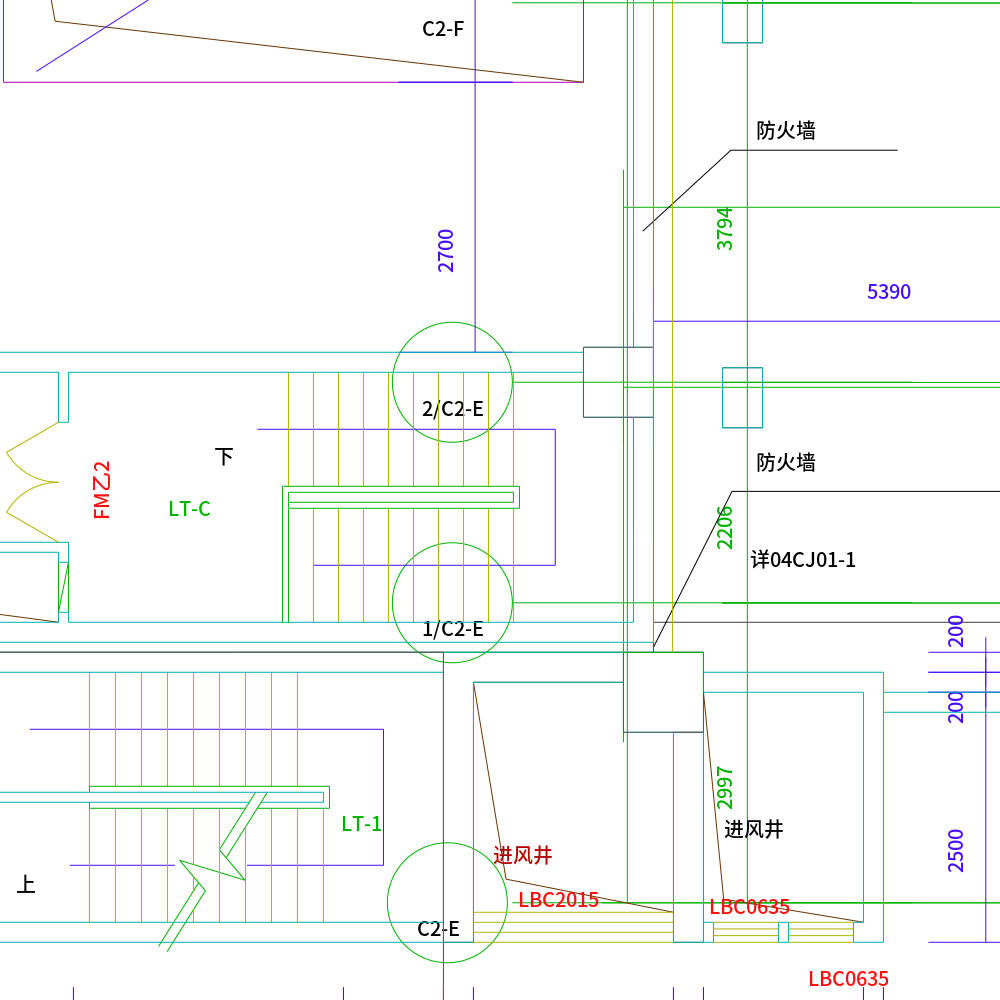 C2-F
防火墙
3794
2700
5390
2/C2-E
下
防火墙
FM乙2
LT-C
2206
详04CJ01-1
1/C2-E
200
200
2997
LT-1
进风井
进风井
2500
上
LBC2015
LBC0635
C2-E
LBC0635